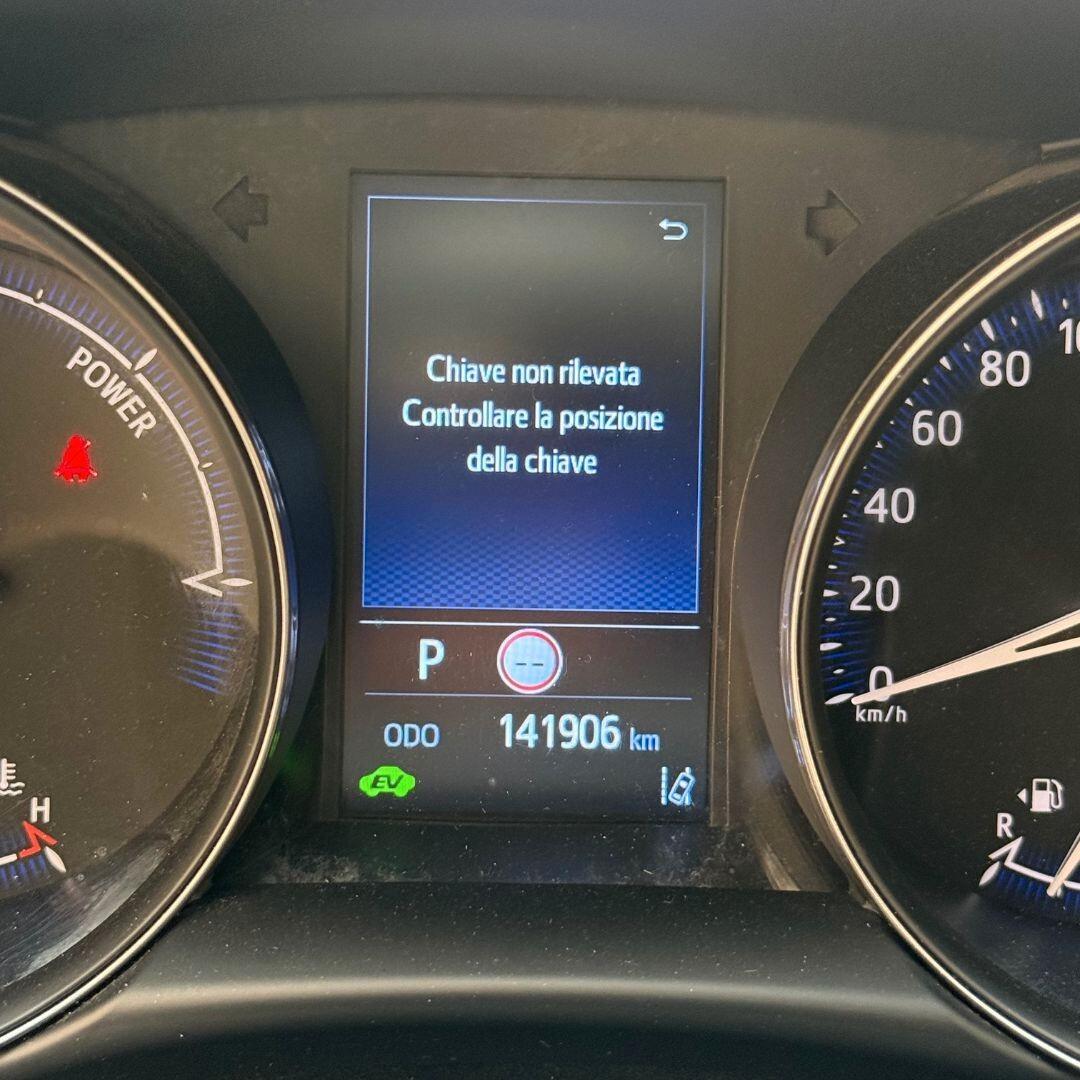 POWER
Chiave non rilevata
Controllare la posizione
della chiave
80
60
40
20
0
km/h
P
--
ODO 141906 km
EV
H
R